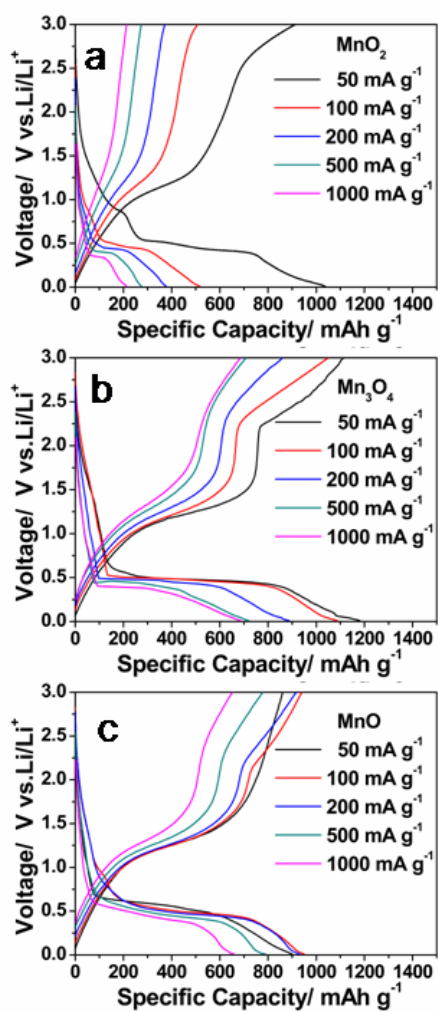 a
MnO2
50 mA g-1
100 mA g-1
200 mA g-1
500 mA g-1
1000 mA g-1
Voltage/ V vs.Li/Li+
3.0
2.5
2.0
1.5
1.0
0.5
0.0
0 200 400 600 800 1000 1200 1400
Specific Capacity/ mAh g-1
b
Mn3O4
50 mA g-1
100 mA g-1
200 mA g-1
500 mA g-1
1000 mA g-1
Voltage/ V vs.Li/Li+
3.0
2.5
2.0
1.5
1.0
0.5
0.0
0 200 400 600 800 1000 1200 1400
Specific Capacity/ mAh g-1
c
MnO
50 mA g-1
100 mA g-1
200 mA g-1
500 mA g-1
1000 mA g-1
Voltage/ V vs.Li/Li+
3.0
2.5
2.0
1.5
1.0
0.5
0.0
0 200 400 600 800 1000 1200 1400
Specific Capacity/ mAh g-1